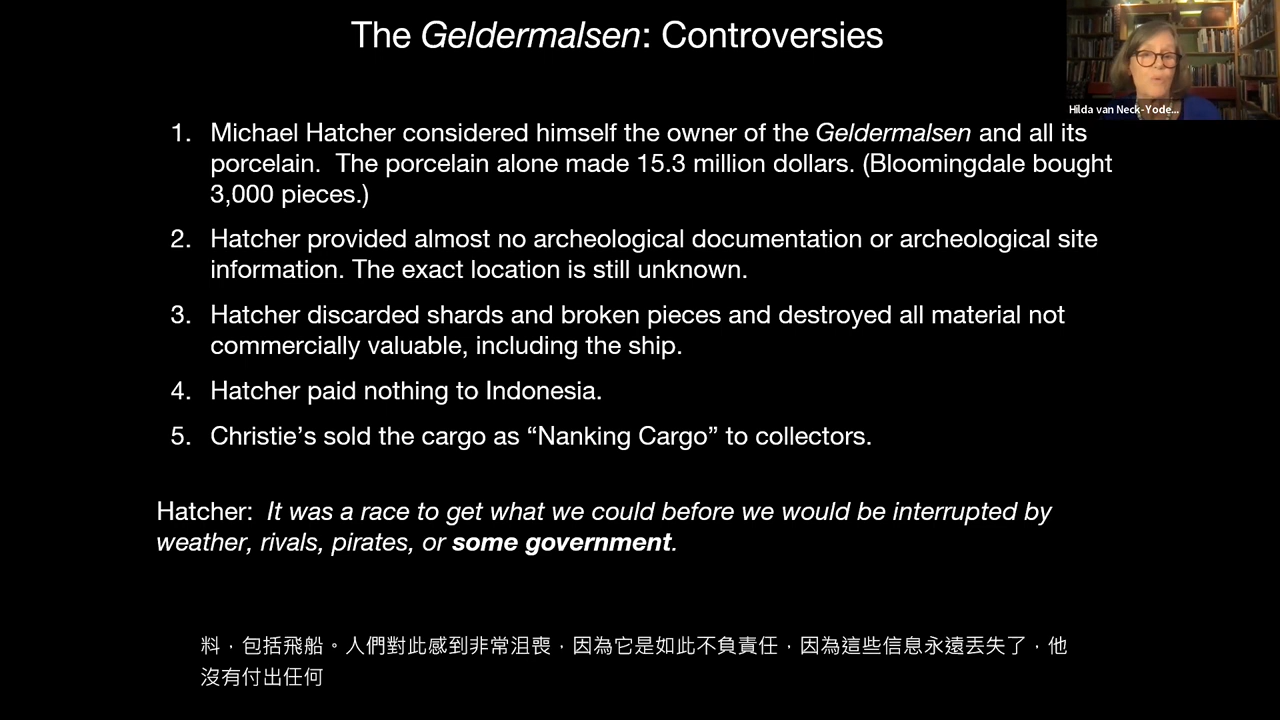 The Geldermalsen: Controversies
Hilda van Neck-Yode...
1. Michael Hatcher considered himself the owner of the Geldermalsen and all its
porcelain. The porcelain alone made 15.3 million dollars. (Bloomingdale bought
3,000 pieces.)
2. Hatcher provided almost no archeological documentation or archeological site
information. The exact location is still unknown.
3. Hatcher discarded shards and broken pieces and destroyed all material not
commercially valuable, including the ship.
4. Hatcher paid nothing to Indonesia.
5. Christie’s sold the cargo as “Nanking Cargo” to collectors.
Hatcher: It was a race to get what we could before we would be interrupted by
weather, rivals, pirates, or some government.
料，包括飛船。人們對此感到非常沮喪，因為它是如此不負責任，因為這些信息永遠丟失了，他
沒有付出任何